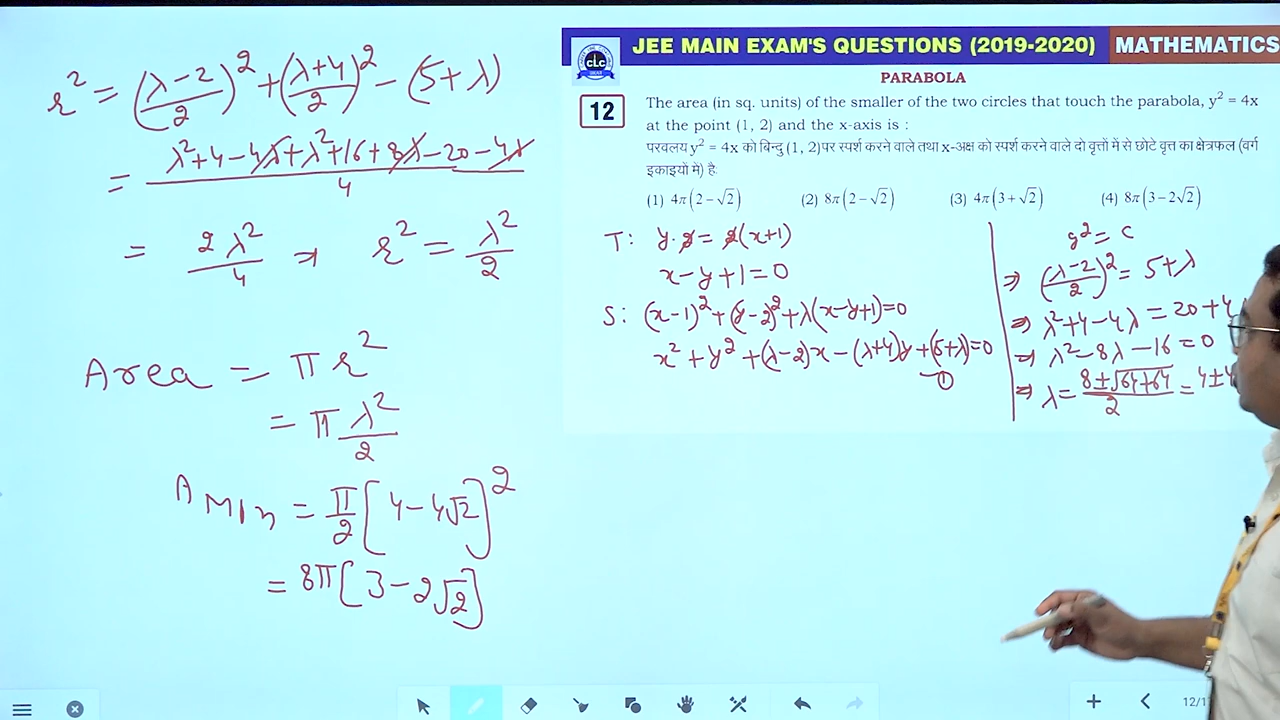 JEE MAIN EXAM'S QUESTIONS (2019-2020) MATHEMATICS
CLC
PARABOLA
12
The area (in sq. units) of the smaller of the two circles that touch the parabola, y² = 4x
at the point (1, 2) and the x-axis is :
परवलय y² = 4x को बिन्दु (1, 2)पर स्पर्श करने वाले तथा x-अक्ष को स्पर्श करने वाले दो वृत्तों में से छोटे वृत्त का क्षेत्रफल (वर्ग
इकाइयों में) है:
(1) 4π(2−√2) (2) 8π(2−√2) (3) 4π(3+√2) (4) 8π(3−2√2)
T: y·2 = 2(x+1)
x−y+1=0
S: (x−1)²+(y−2)²+λ(x−y+1)=0
x²+y²+(λ−2)x−(λ+4)y+(5+λ)=0
①
g²=c
⇒ ((λ−2)/2)² = 5+λ
⇒ λ²+4−4λ = 20+4
⇒ λ²−8λ−16=0
⇒ λ = (8±√(64+64))/2 = 4±4
r² = ((λ−2)/2)² + ((λ+4)/2)² − (5+λ)
= (λ²+4−4λ+λ²+16+8λ−20−4λ)/4
= 2λ²/4 ⇒ r² = λ²/2
Area = πr²
= π λ²/2
A Min = π/2 [4−4√2]²
= 8π[3−2√2]
12/1